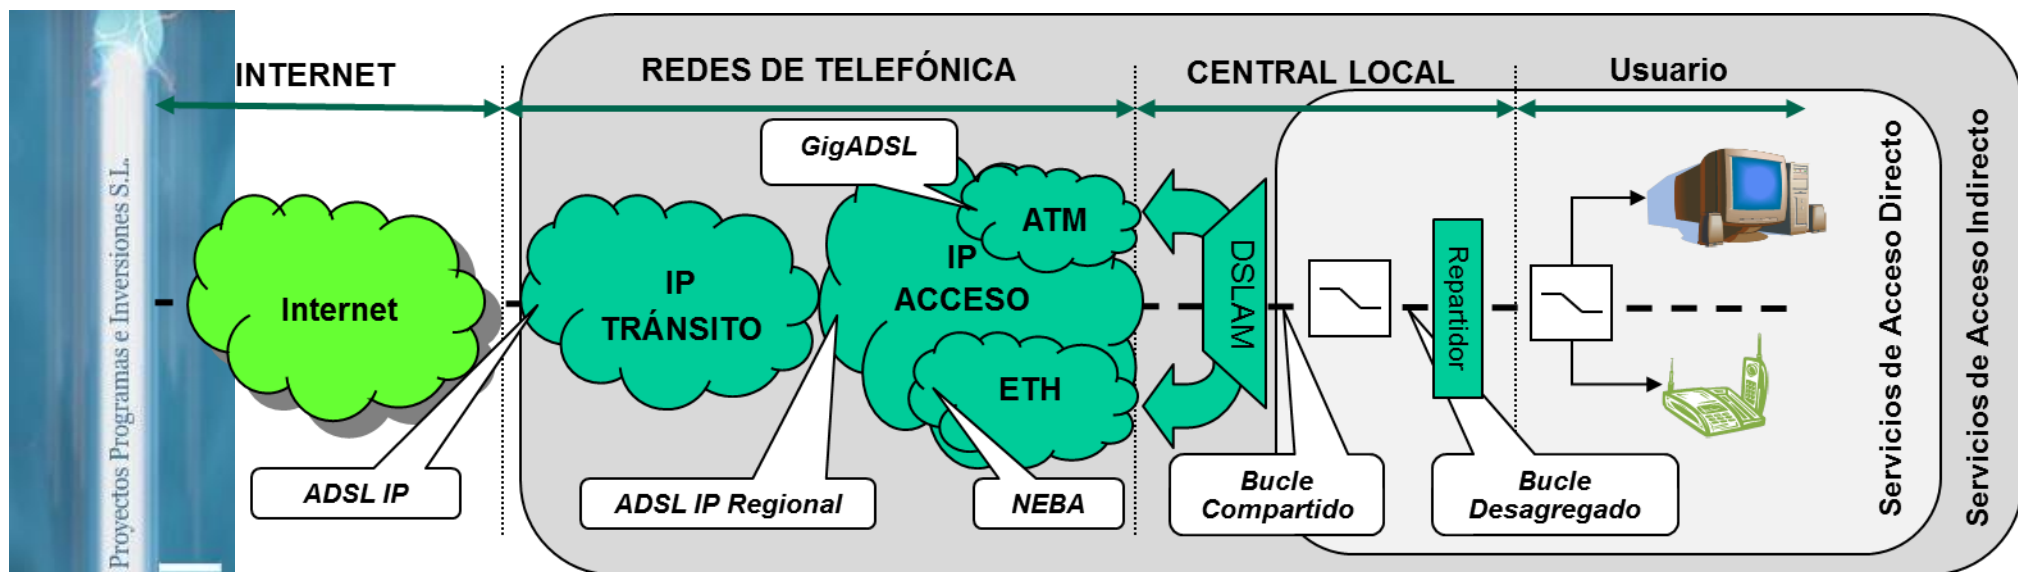 Proyectos Programas e Inversiones S.L.
INTERNET
REDES DE TELEFÓNICA
CENTRAL LOCAL
Usuario
GigADSL
ATM
IP
ACCESO
IP
TRÁNSITO
Internet
ETH
DSLAM
Repartidor
Servicios de Acceso Directo
Servicios de Acceso Indirecto
ADSL IP
ADSL IP Regional
NEBA
Bucle
Compartido
Bucle
Desagregado